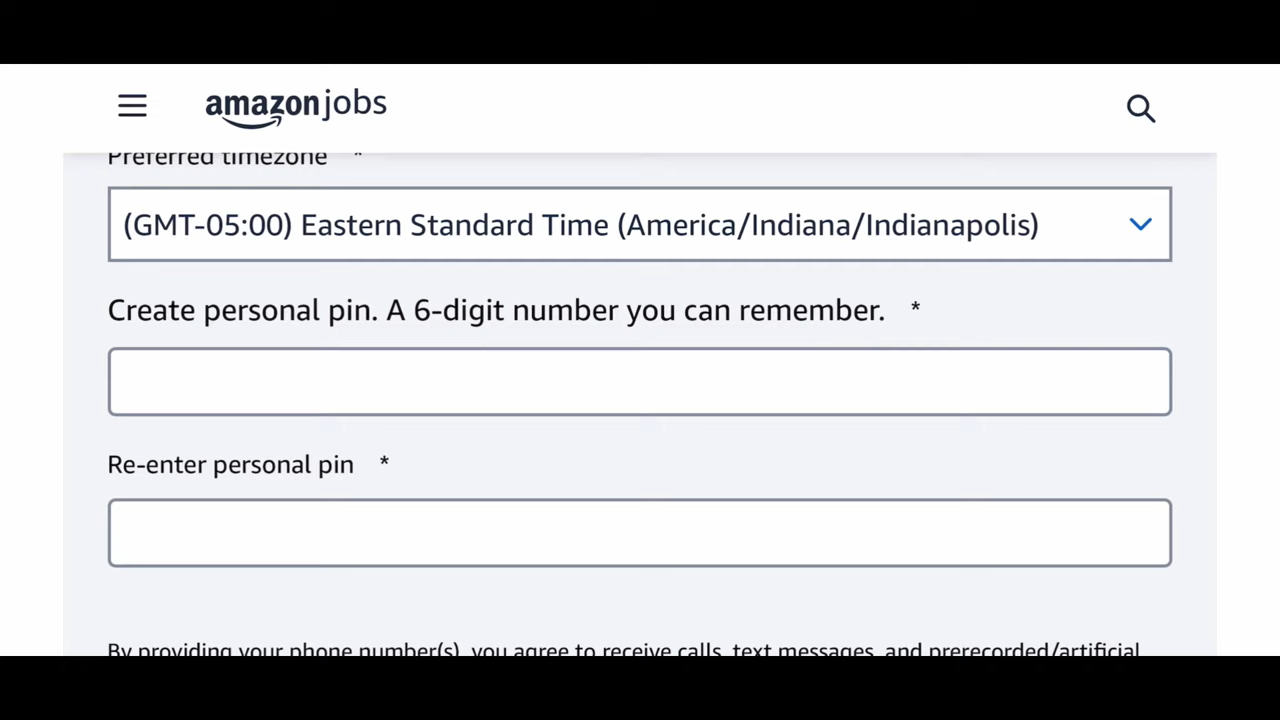 amazon jobs
Preferred timezone *
(GMT-05:00) Eastern Standard Time (America/Indiana/Indianapolis)
Create personal pin. A 6-digit number you can remember. *
Re-enter personal pin *
By providing your phone number(s), you agree to receive calls, text messages, and prerecorded/artificial